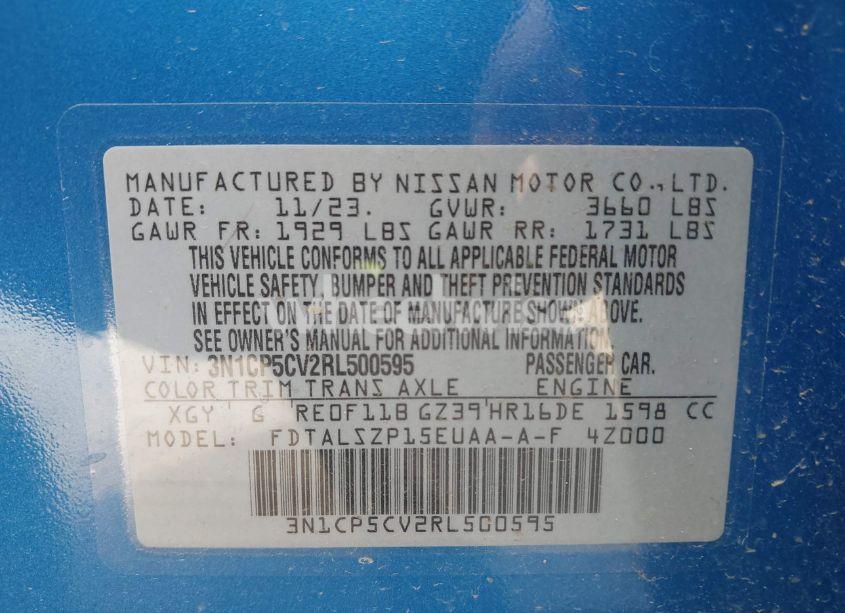 MANUFACTURED BY NISSAN MOTOR CO.,LTD.
DATE: 11/23. GVWR: 3660 LBS
GAWR FR: 1929 LBS GAWR RR: 1731 LBS
THIS VEHICLE CONFORMS TO ALL APPLICABLE FEDERAL MOTOR
VEHICLE SAFETY, BUMPER AND THEFT PREVENTION STANDARDS
IN EFFECT ON THE DATE OF MANUFACTURE SHOWN ABOVE.
SEE OWNER'S MANUAL FOR ADDITIONAL INFORMATION.
VIN: 3N1CP5CV2RL500595 PASSENGER CAR.
COLOR TRIM TRANS AXLE ENGINE
XGY G RE0F11B GZ39 HR16DE 1598 CC
MODEL: FDTALSZP15EUAA-A-F 4Z000
3N1CP5CV2RL500595